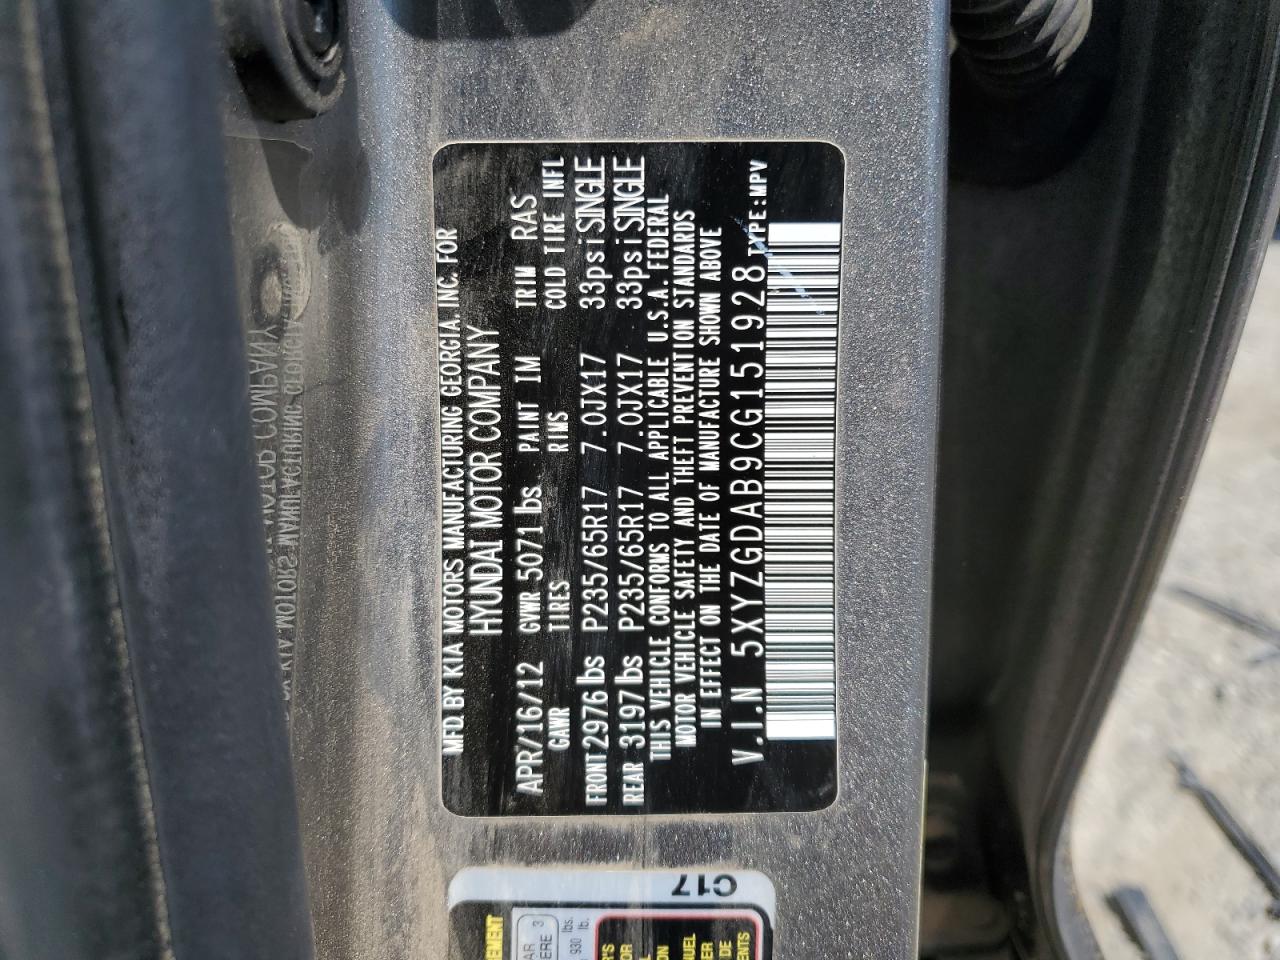 MFD. BY KIA MOTORS MANUFACTURING GEORGIA. INC. FOR
HYUNDAI MOTOR COMPANY
APR/16/12 GVWR 5071 lbs. PAINT IM TRIM RAS
GAWR TIRES RIMS COLD TIRE INFL
FRONT 2976 lbs P235/65R17 7.0JX17 33psi SINGLE
REAR 3197 lbs P235/65R17 7.0JX17 33psi SINGLE
THIS VEHICLE CONFORMS TO ALL APPLICABLE U.S.A. FEDERAL
MOTOR VEHICLE SAFETY AND THEFT PREVENTION STANDARDS
IN EFFECT ON THE DATE OF MANUFACTURE SHOWN ABOVE
V.I.N 5XYZGDAB9CG151928 TYPE:MPV
C17